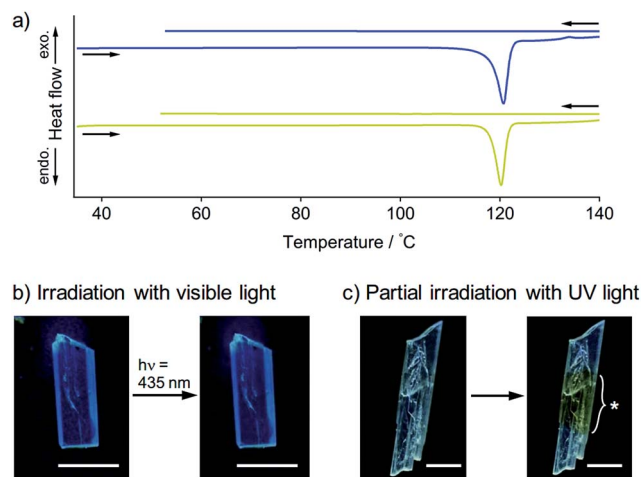 a)
exo.
Heat flow
endo.
40 60 80 100 120 140
Temperature / °C
b) Irradiation with visible light
c) Partial irradiation with UV light
hν =
435 nm
*